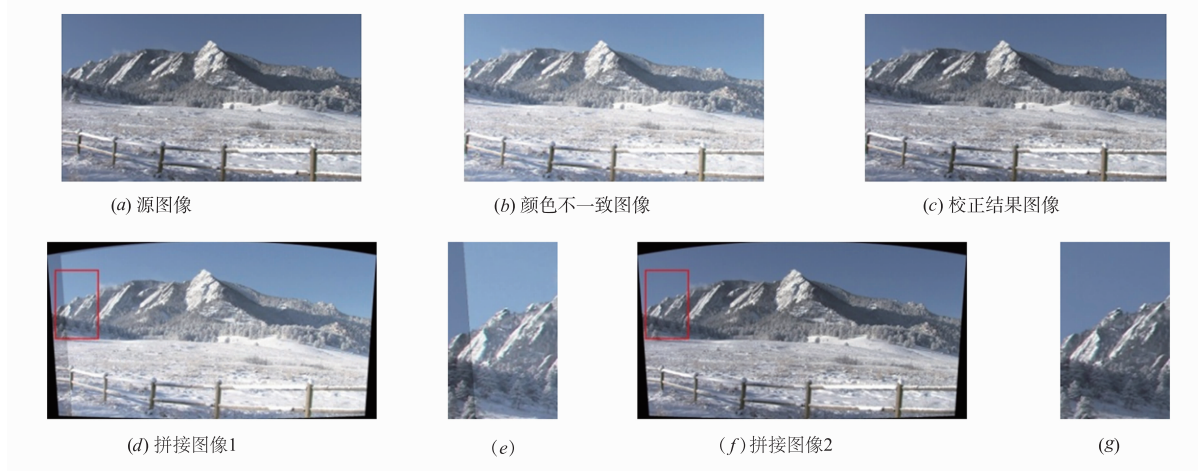 (a) 源图像
(b) 颜色不一致图像
(c) 校正结果图像
(d) 拼接图像1
(e)
(f) 拼接图像2
(g)